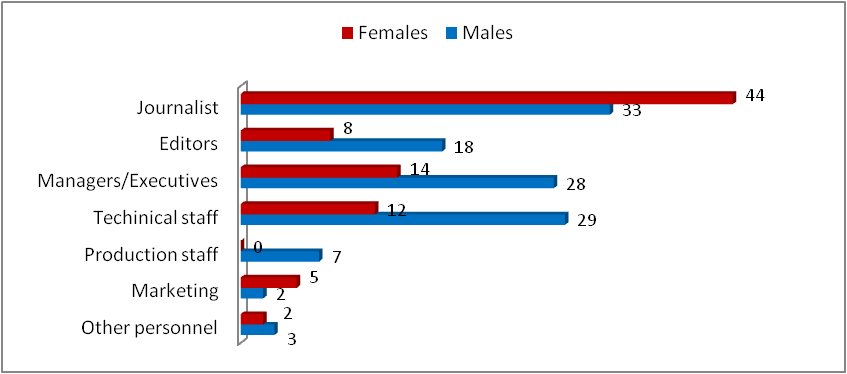 Females Males
Journalist
44
33
Editors
8
18
Managers/Executives
14
28
Techinical staff
12
29
Production staff
0
7
Marketing
5
2
Other personnel
2
3